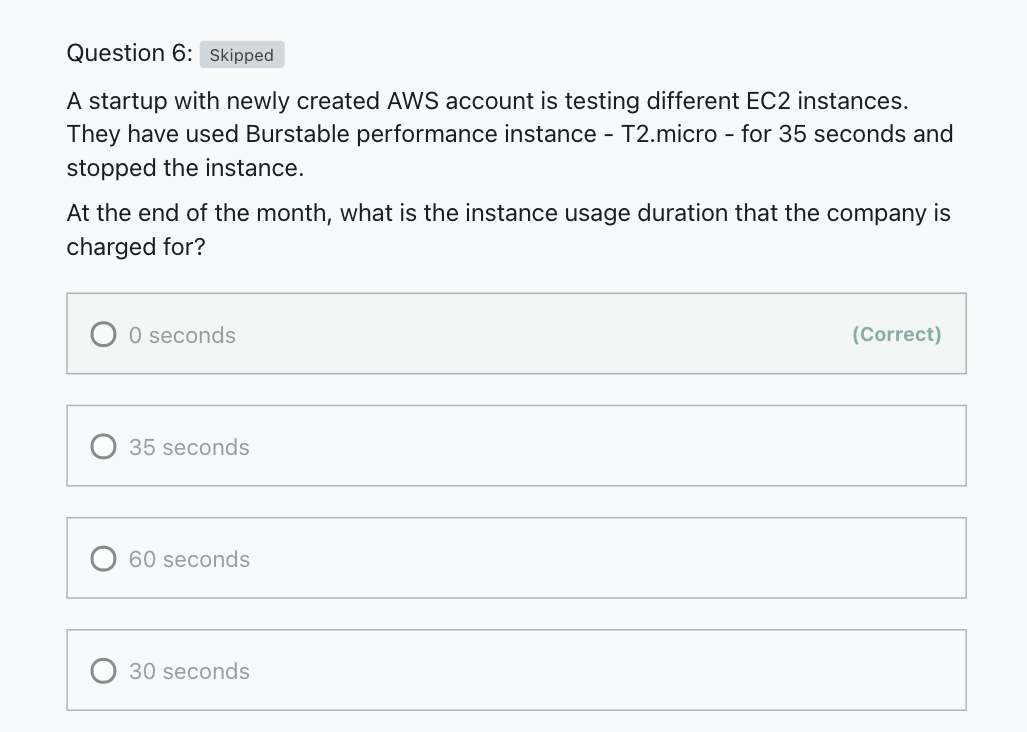 Question 6: Skipped
A startup with newly created AWS account is testing different EC2 instances.
They have used Burstable performance instance - T2.micro - for 35 seconds and
stopped the instance.
At the end of the month, what is the instance usage duration that the company is
charged for?
0 seconds (Correct)
35 seconds
60 seconds
30 seconds